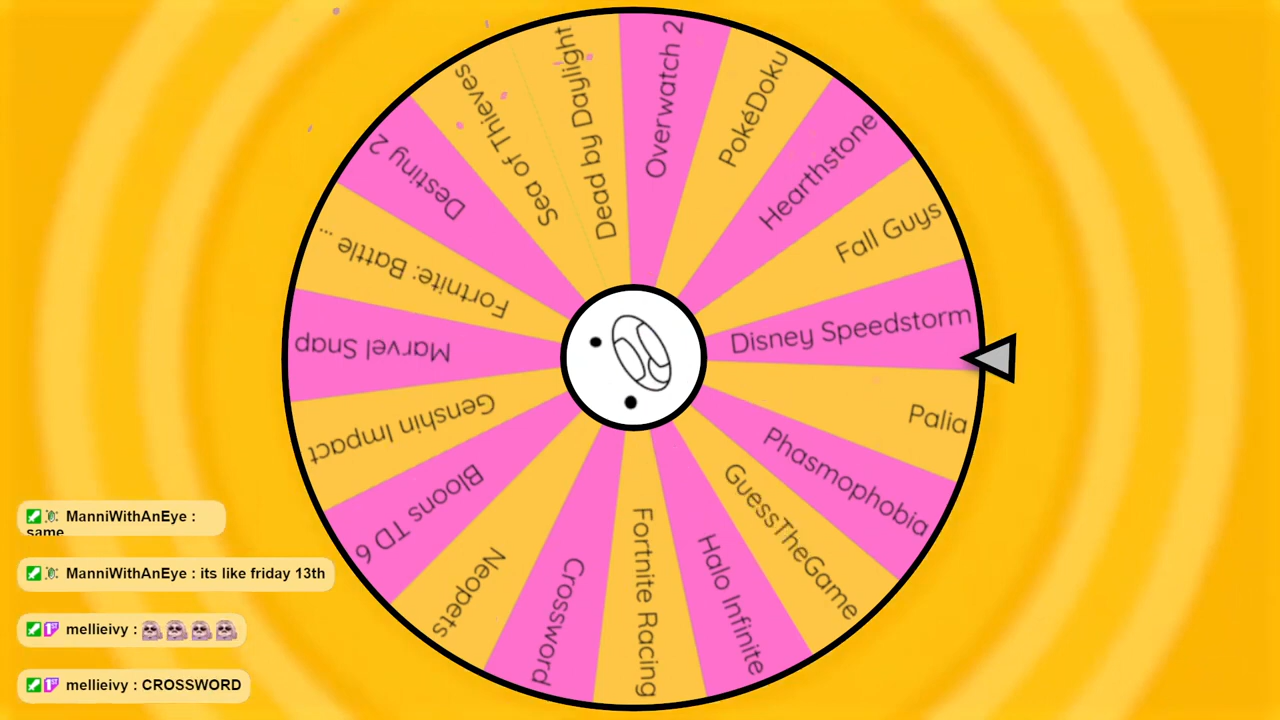 Overwatch 2
PokéDoku
Hearthstone
Fall Guys
Disney Speedstorm
Palia
Phasmophobia
GuessTheGame
Halo Infinite
Fortnite Racing
Crossword
Neopets
Bloons TD 6
Genshin Impact
Marvel Snap
Fortnite: Battle ...
Destiny 2
Sea of Thieves
Dead by Daylight
ManniWithAnEye :
same
ManniWithAnEye : its like friday 13th
mellieivy :
mellieivy : CROSSWORD